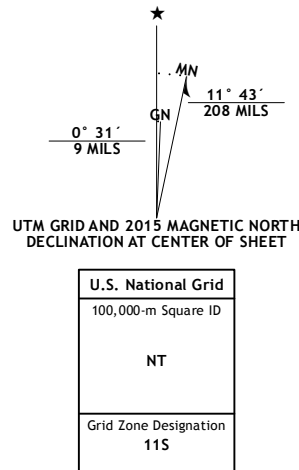 MN
GN
11° 43´
208 MILS
0° 31´
9 MILS
UTM GRID AND 2015 MAGNETIC NORTH
DECLINATION AT CENTER OF SHEET
U.S. National Grid
100,000-m Square ID
NT
Grid Zone Designation
11S